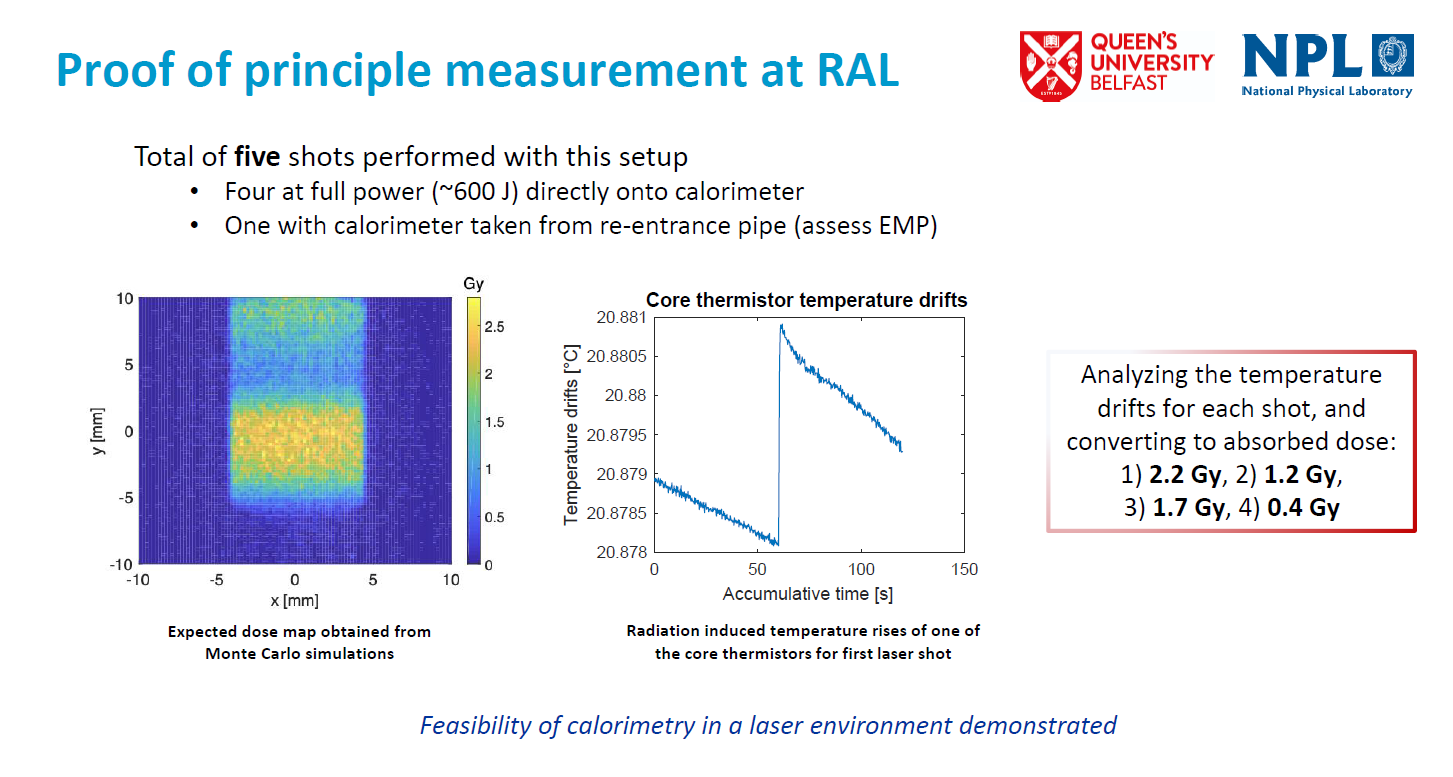 Proof of principle measurement at RAL
QUEEN'S
UNIVERSITY
BELFAST
NPL
National Physical Laboratory
Total of five shots performed with this setup
• Four at full power (~600 J) directly onto calorimeter
• One with calorimeter taken from re-entrance pipe (assess EMP)
Gy
10
5
0
-5
-10
y [mm]
-10
-5
0
5
10
x [mm]
2.5
2
1.5
1
0.5
0
Expected dose map obtained from
Monte Carlo simulations
Core thermistor temperature drifts
20.881
20.8805
20.88
20.8795
20.879
20.8785
20.878
Temperature drifts [°C]
0
50
100
150
Accumulative time [s]
Radiation induced temperature rises of one of
the core thermistors for first laser shot
Analyzing the temperature
drifts for each shot, and
converting to absorbed dose:
1) 2.2 Gy, 2) 1.2 Gy,
3) 1.7 Gy, 4) 0.4 Gy
Feasibility of calorimetry in a laser environment demonstrated